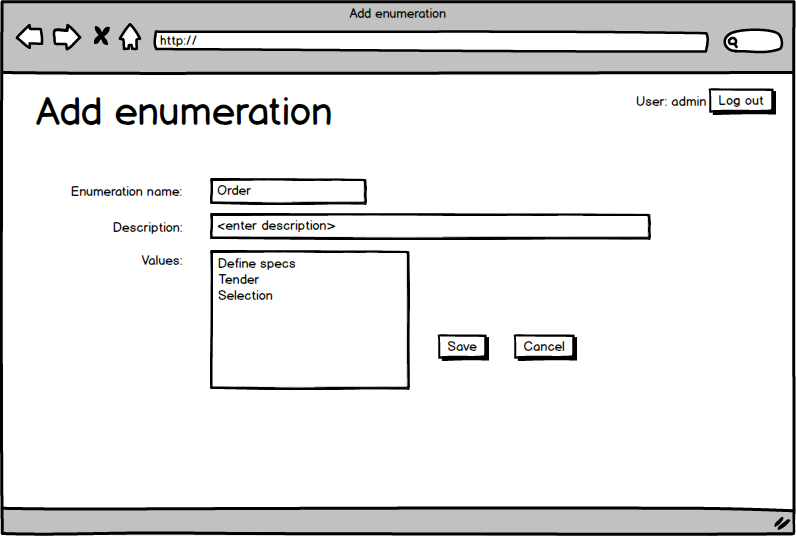 Add enumeration
http://
Add enumeration
User: admin Log out
Enumeration name: Order
Description: <enter description>
Values: Define specs
Tender
Selection
Save Cancel